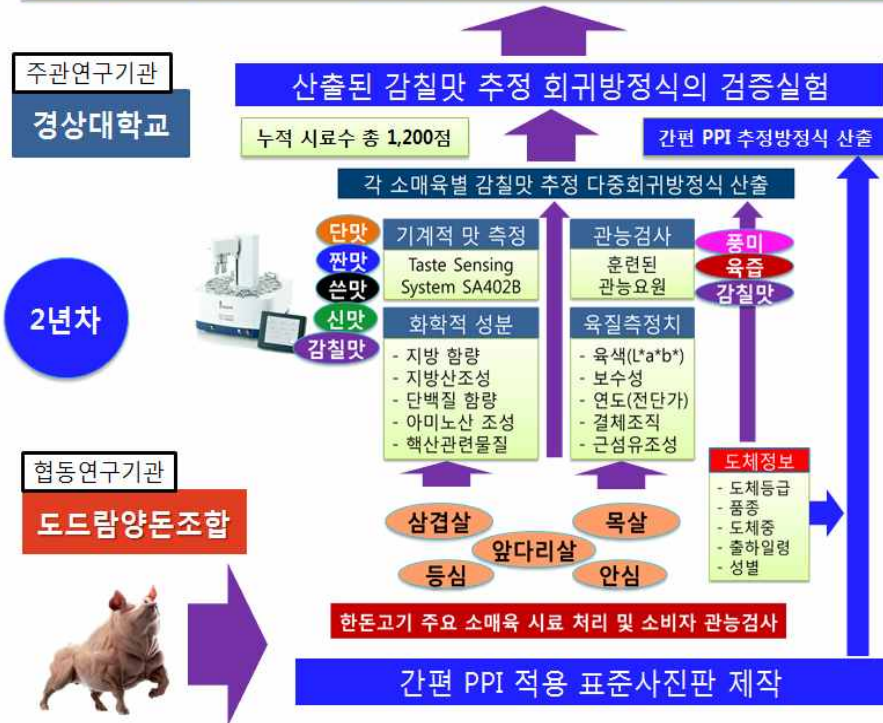 주관연구기관
경상대학교
산출된 감칠맛 추정 회귀방정식의 검증실험
누적 시료수 총 1,200점
간편 PPI 추정방정식 산출
각 소매육별 감칠맛 추정 다중회귀방정식 산출
2년차
단맛
짠맛
쓴맛
신맛
감칠맛
기계적 맛 측정
Taste Sensing
System SA402B
관능검사
훈련된
관능요원
풍미
육즙
감칠맛
화학적 성분
- 지방 함량
- 지방산조성
- 단백질 함량
- 아미노산 조성
- 핵산관련물질
육질측정치
- 육색(L*a*b*)
- 보수성
- 연도(전단가)
- 결체조직
- 근섬유조성
협동연구기관
도드람양돈조합
도체정보
- 도체등급
- 품종
- 도체중
- 출하일령
- 성별
삼겹살
목살
앞다리살
등심
안심
한돈고기 주요 소매육 시료 처리 및 소비자 관능검사
간편 PPI 적용 표준사진판 제작